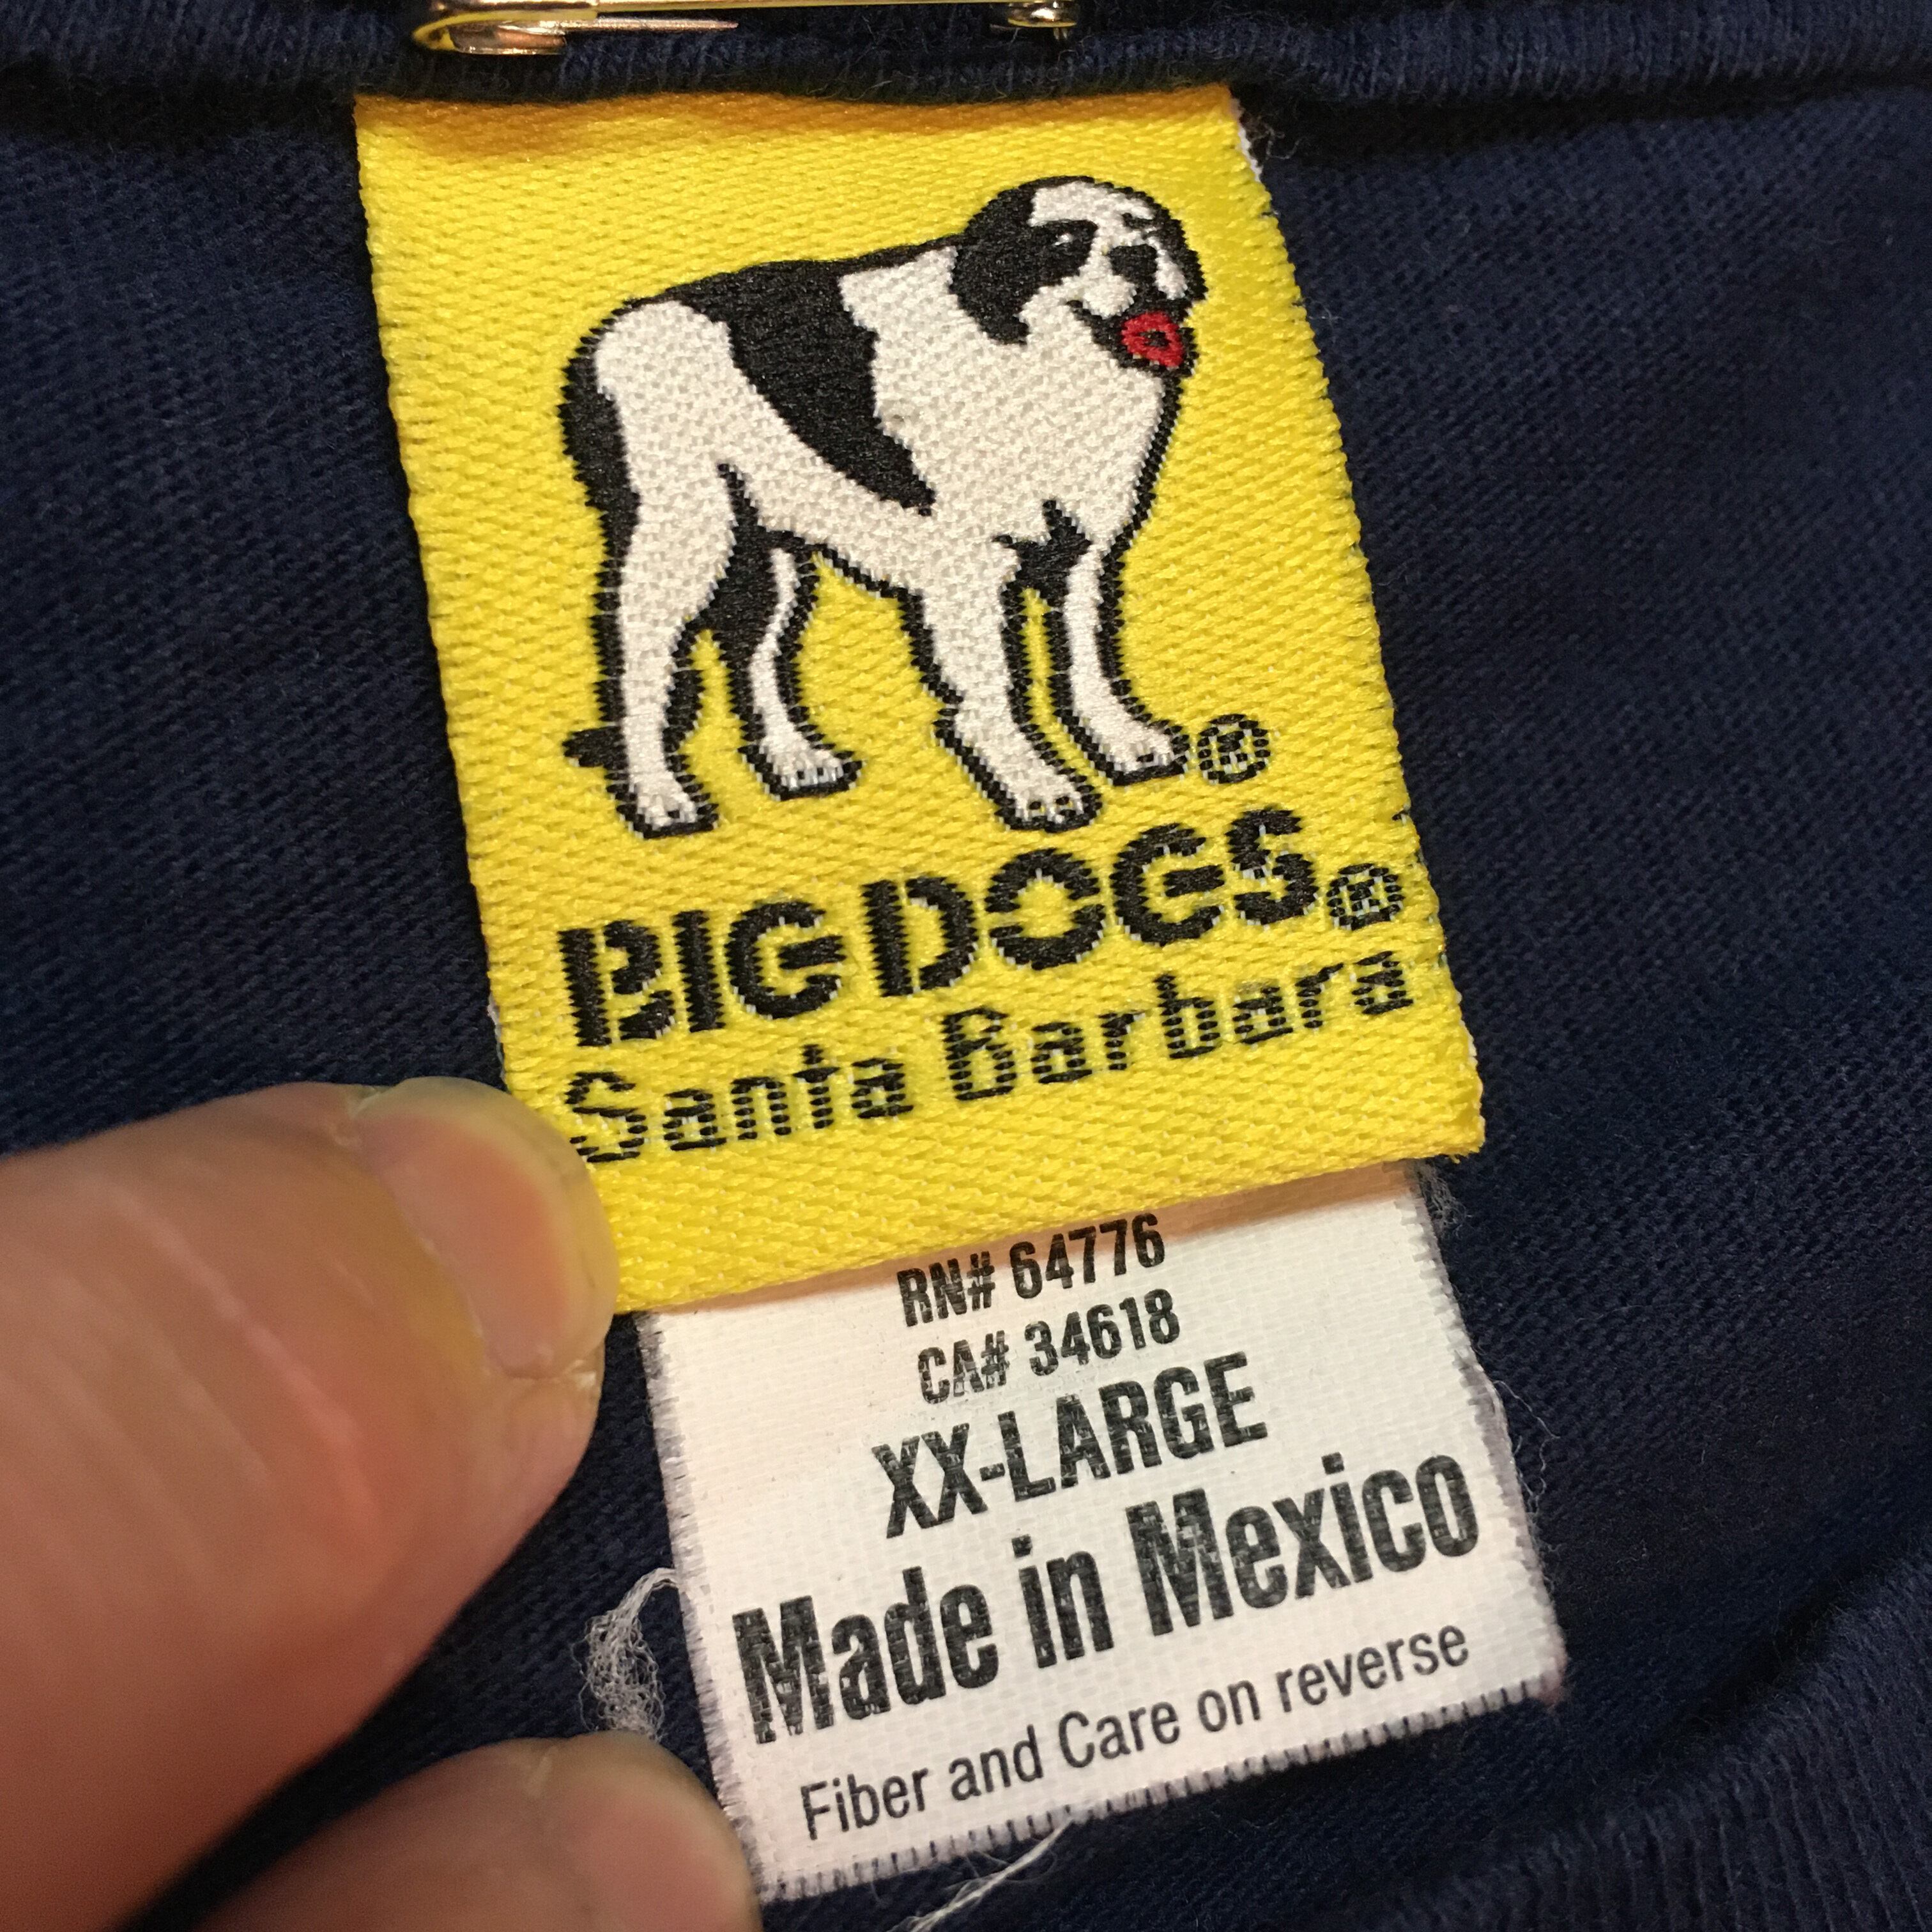 ®
BIG DOGS®
Santa Barbara
RN# 64776
CA# 34618
XX-LARGE
Made in Mexico
Fiber and Care on reverse